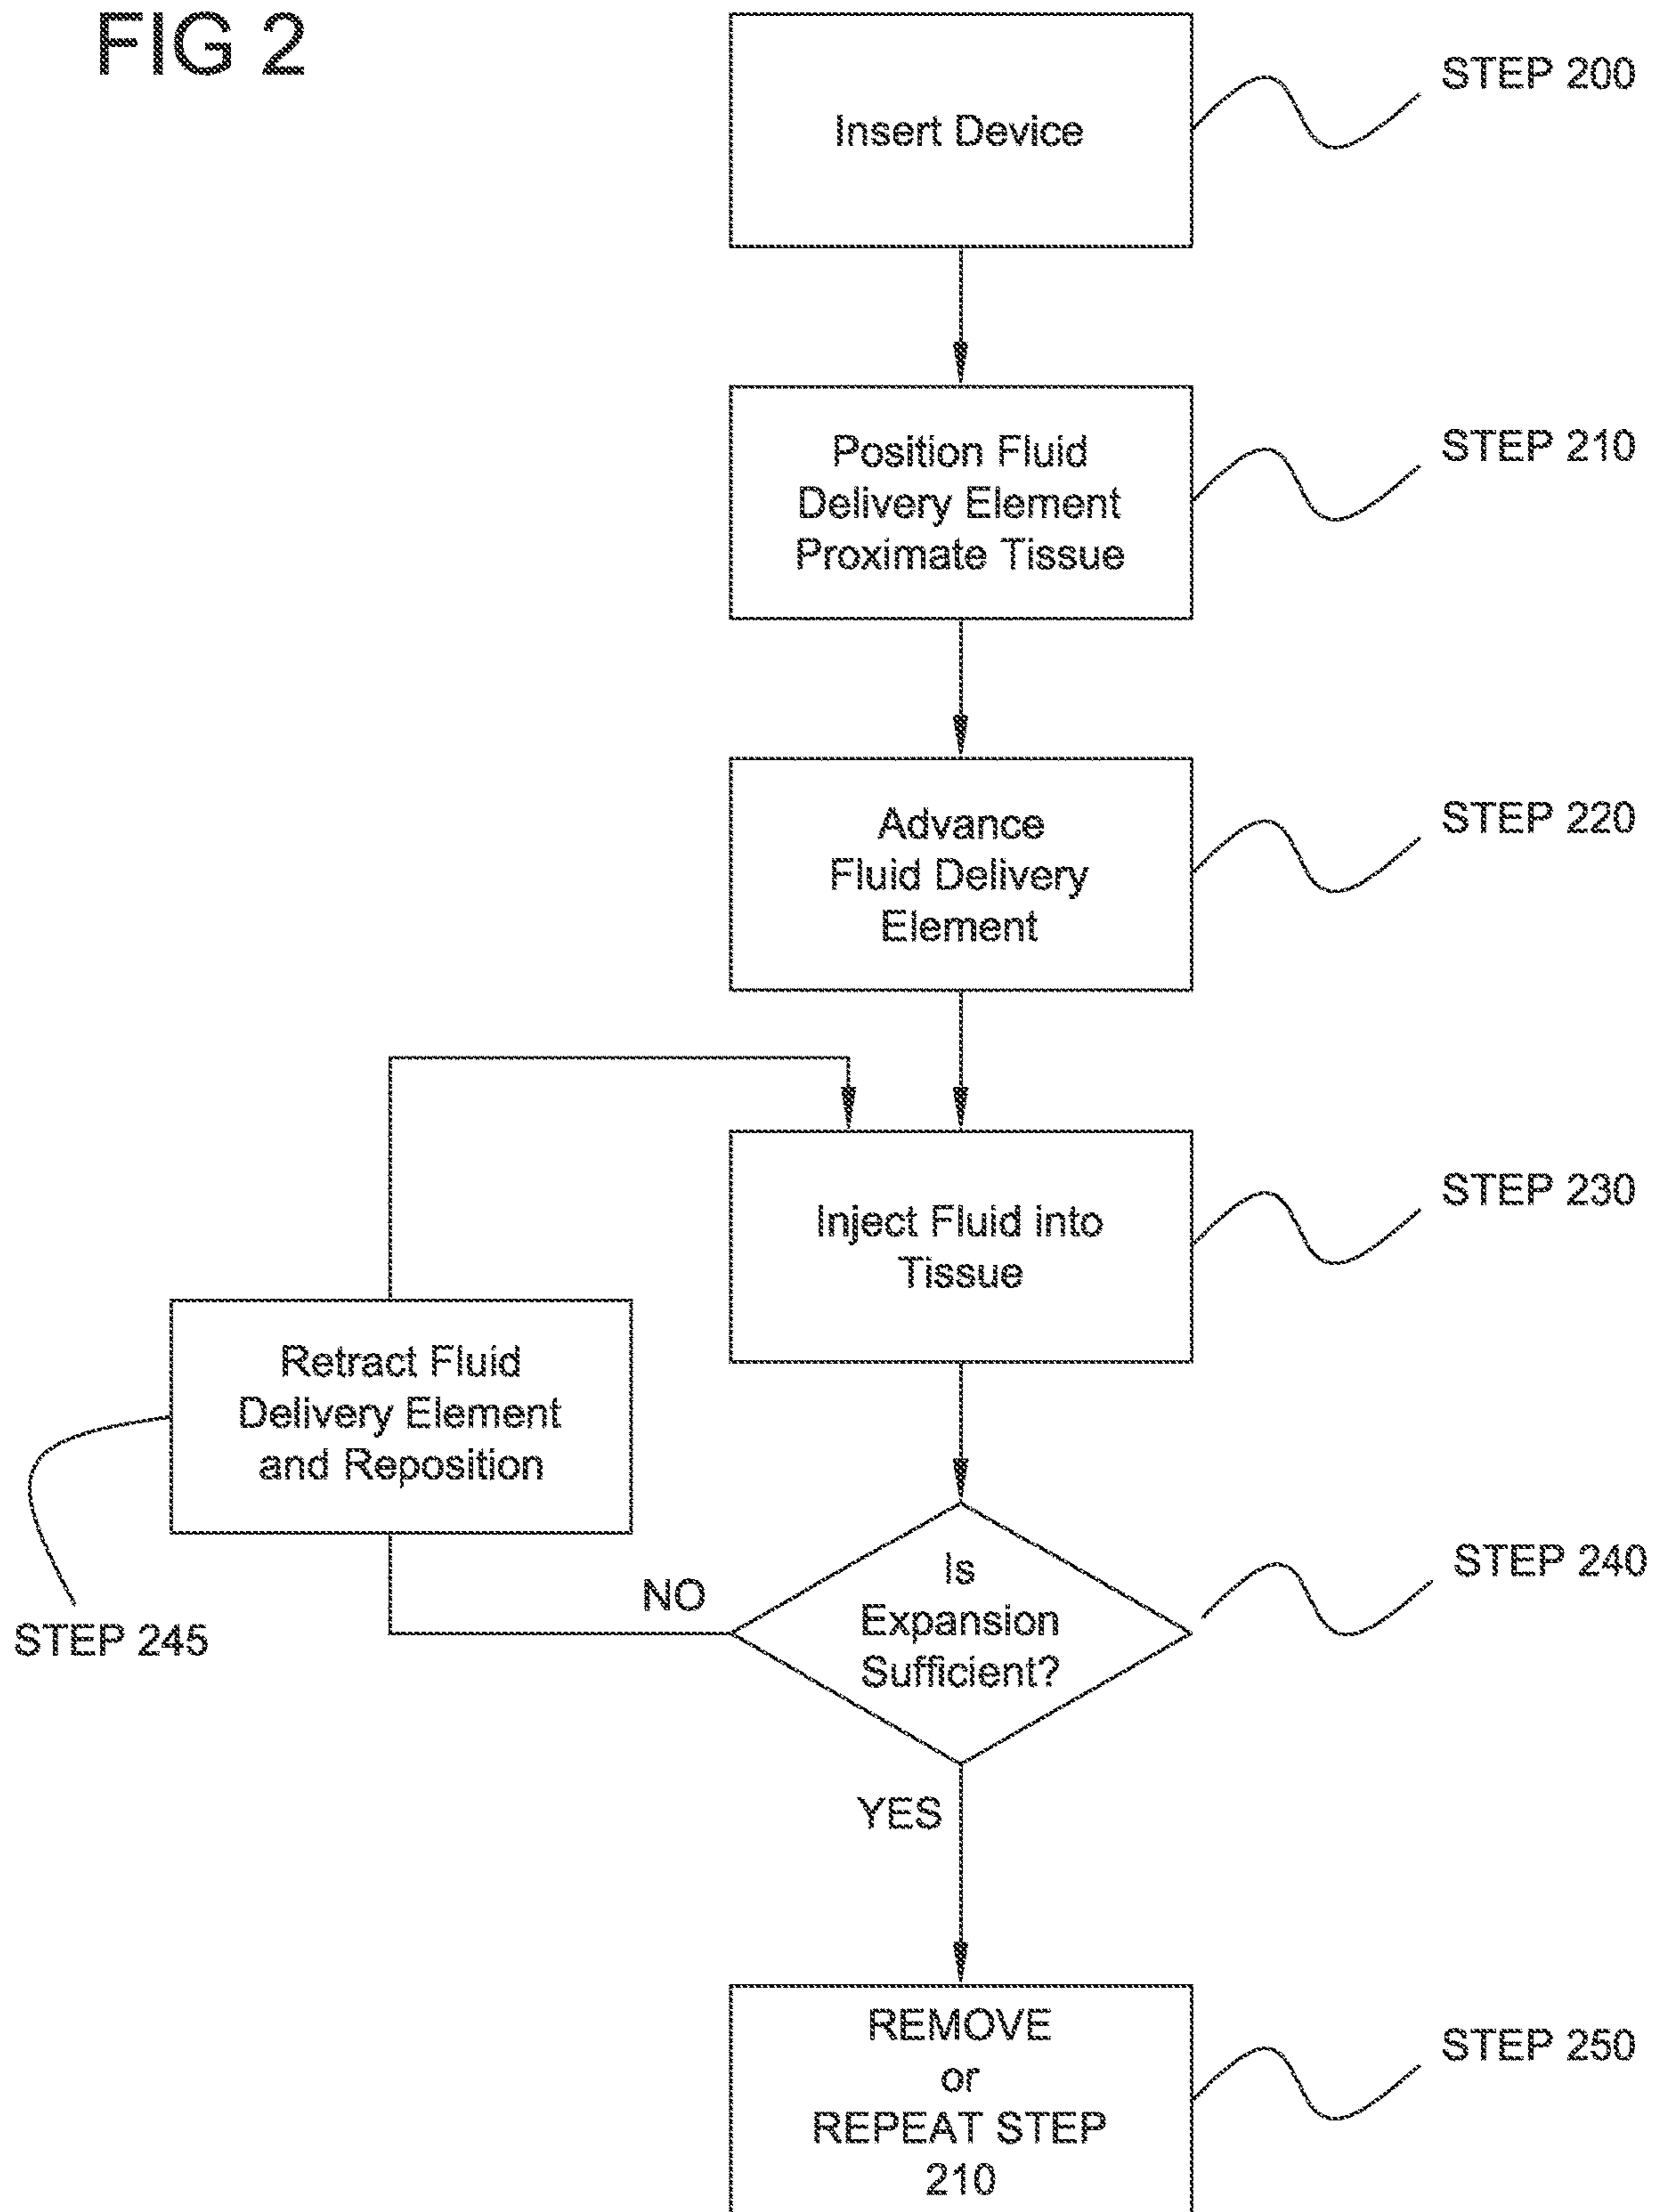 FIG 2
Insert Device
STEP 200
Position Fluid
Delivery Element
Proximate Tissue
STEP 210
Advance
Fluid Delivery
Element
STEP 220
Inject Fluid into
Tissue
STEP 230
Retract Fluid
Delivery Element
and Reposition
STEP 245
NO
Is
Expansion
Sufficient?
STEP 240
YES
REMOVE
or
REPEAT STEP
210
STEP 250